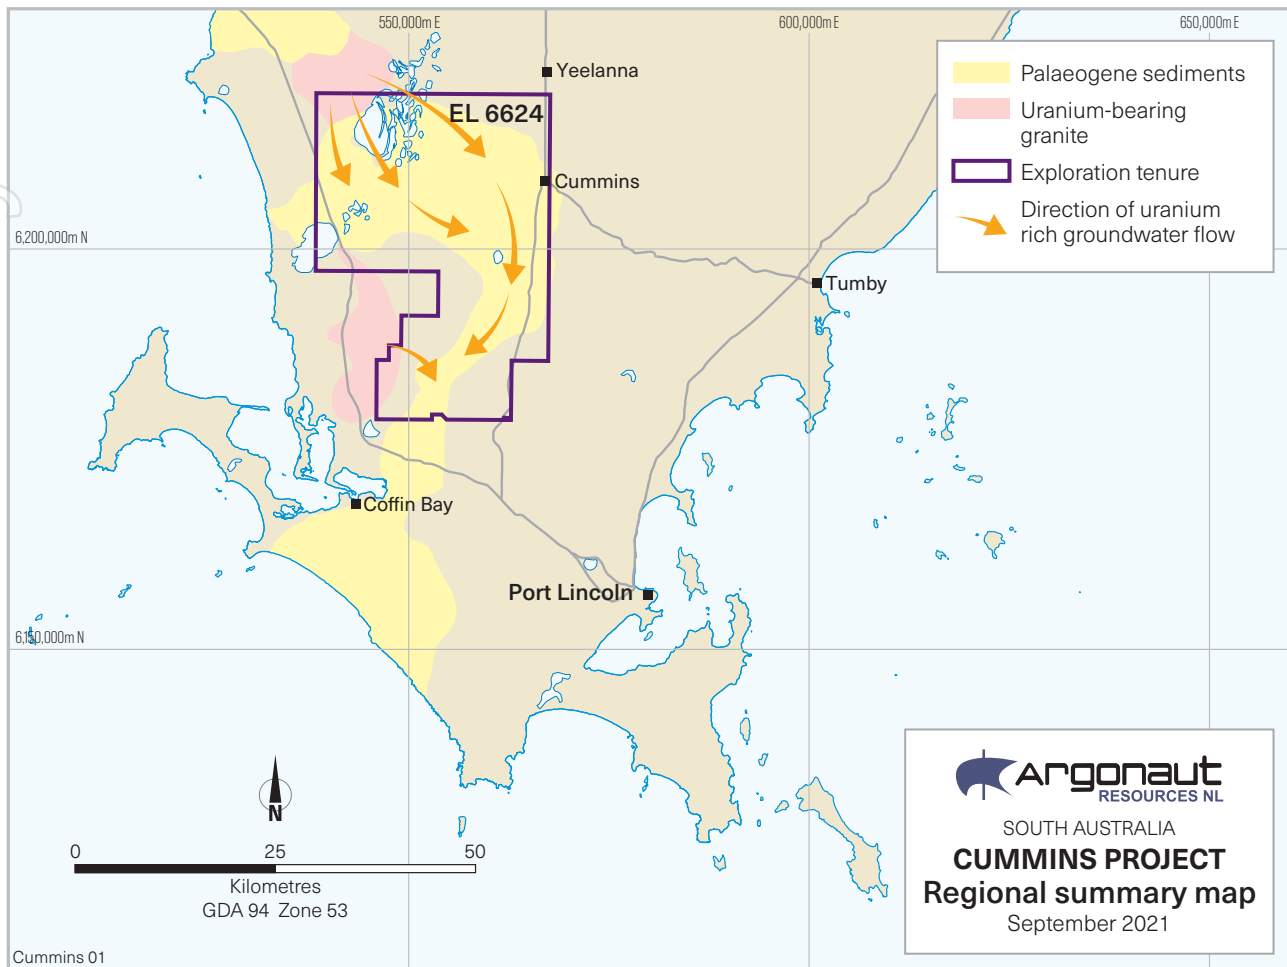 550,000m E
600,000m E
650,000m E
Yeelanna
EL 6624
Cummins
6,200,000m N
Tumby
Palaeogene sediments
Uranium-bearing
granite
Exploration tenure
Direction of uranium
rich groundwater flow
Coffin Bay
Port Lincoln
6,150,000m N
N
0 25 50
Kilometres
GDA 94 Zone 53
Cummins 01
Argonaut
RESOURCES NL
SOUTH AUSTRALIA
CUMMINS PROJECT
Regional summary map
September 2021